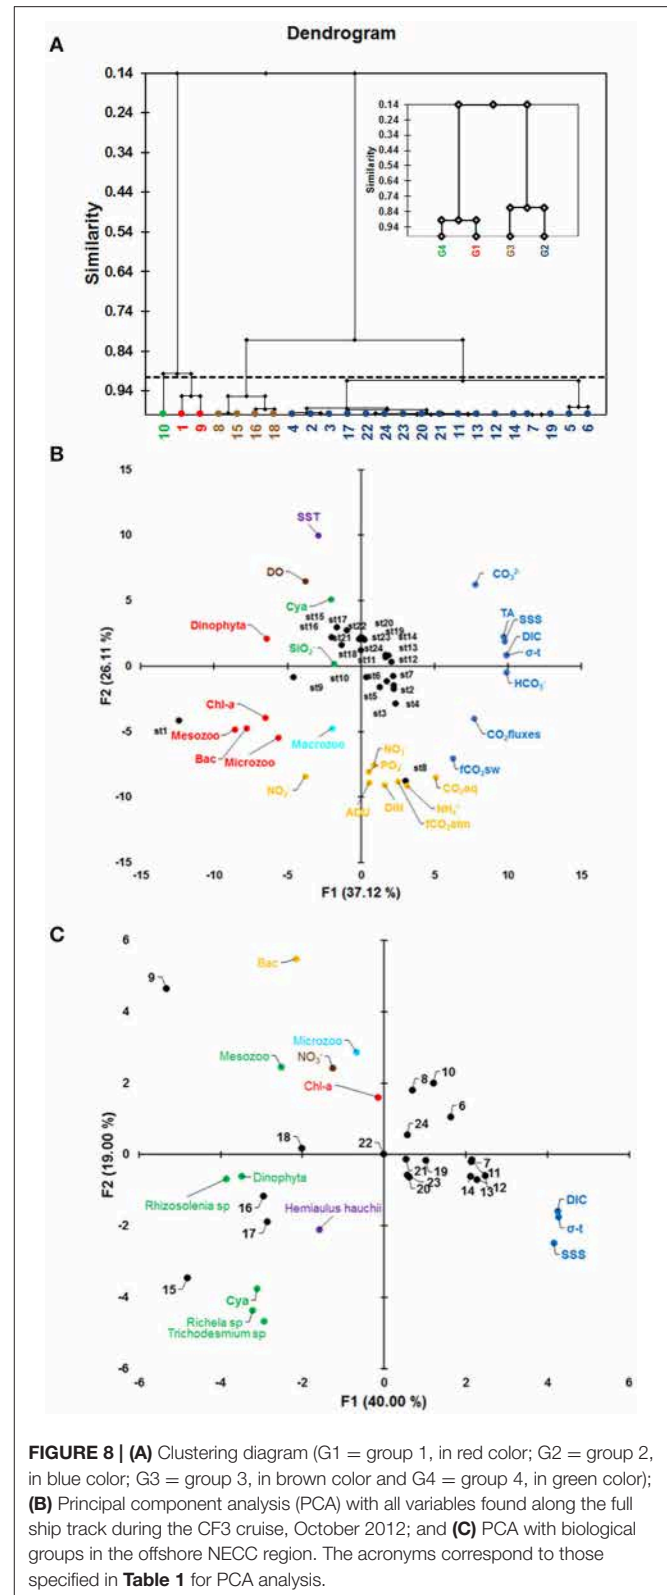 Dendrogram
A
0.14
0.24
0.34
0.44
0.54
0.64
0.74
0.84
0.94
Similarity
0.14
0.24
0.34
0.44
0.54
0.64
0.74
0.84
0.94
Similarity
G4 G1 G3 G2
10 1 9 8 15 16 18 4 2 3 17 22 24 23 20 21 11 13 12 14 7 19 5 6
B
15
10
5
0
-5
-10
-15
F2 (26.11 %)
SST
DO
CO₃²⁻
Cya
st15 st17 st22 st20
st16 st19
TA
SSS
Dinophyta
st21 st23 st14
DIC
SiO₂
st18 st24 st13
σ-t
st11 st12
st10 st6 st7
HCO₃⁻
st9 st5 st2
Chl-a
st4
st1
st3
Mesozoo
CO₂fluxes
Bac
Microzoo
Macrozoo
NO₃⁻
PO₄⁻
st8
fCO₂sw
NO₂⁻
CO₂aq
AOU
DIN
NH₄⁺
fCO₂atm
-15 -10 -5 0 5 10 15
F1 (37.12 %)
C
6
4
2
0
-2
-4
-6
F2 (19.00 %)
Bac
9
Microzoo
Mesozoo
NO₃⁻
Chl-a
8 10
6
24
18
22
21 19 7 11
23
20
14 13 12
Dinophyta
Rhizosolenia sp
16
Hemiaulus hauchii
17
DIC
σ-t
SSS
15
Cya
Richela sp
Trichodesmium sp
-6 -4 -2 0 2 4 6
F1 (40.00 %)
FIGURE 8 | (A) Clustering diagram (G1 = group 1, in red color; G2 = group 2,
in blue color; G3 = group 3, in brown color and G4 = group 4, in green color);
(B) Principal component analysis (PCA) with all variables found along the full
ship track during the CF3 cruise, October 2012; and (C) PCA with biological
groups in the offshore NECC region. The acronyms correspond to those
specified in Table 1 for PCA analysis.